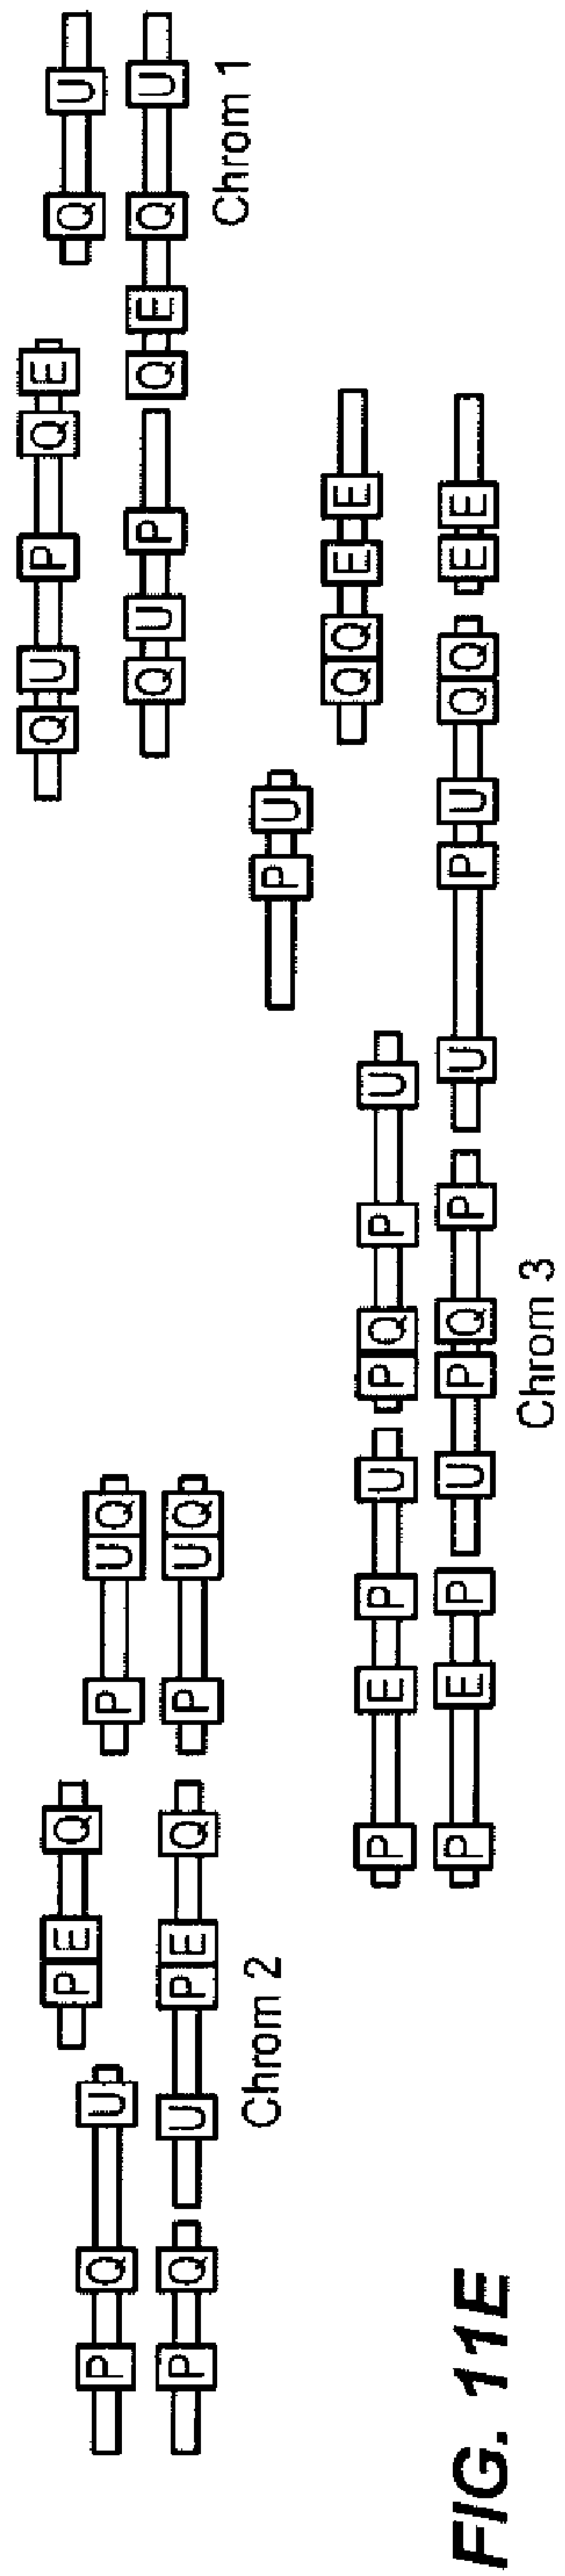 P E Q
P Q U
P U Q
P Q U P E Q P U Q
Chrom 2
Q U P Q E
Q U
Q U P Q E Q U
Chrom 1
P U
Q Q E E
P E P U P Q P U
P E P U P Q P U P U Q Q E E
Chrom 3
FIG. 11E